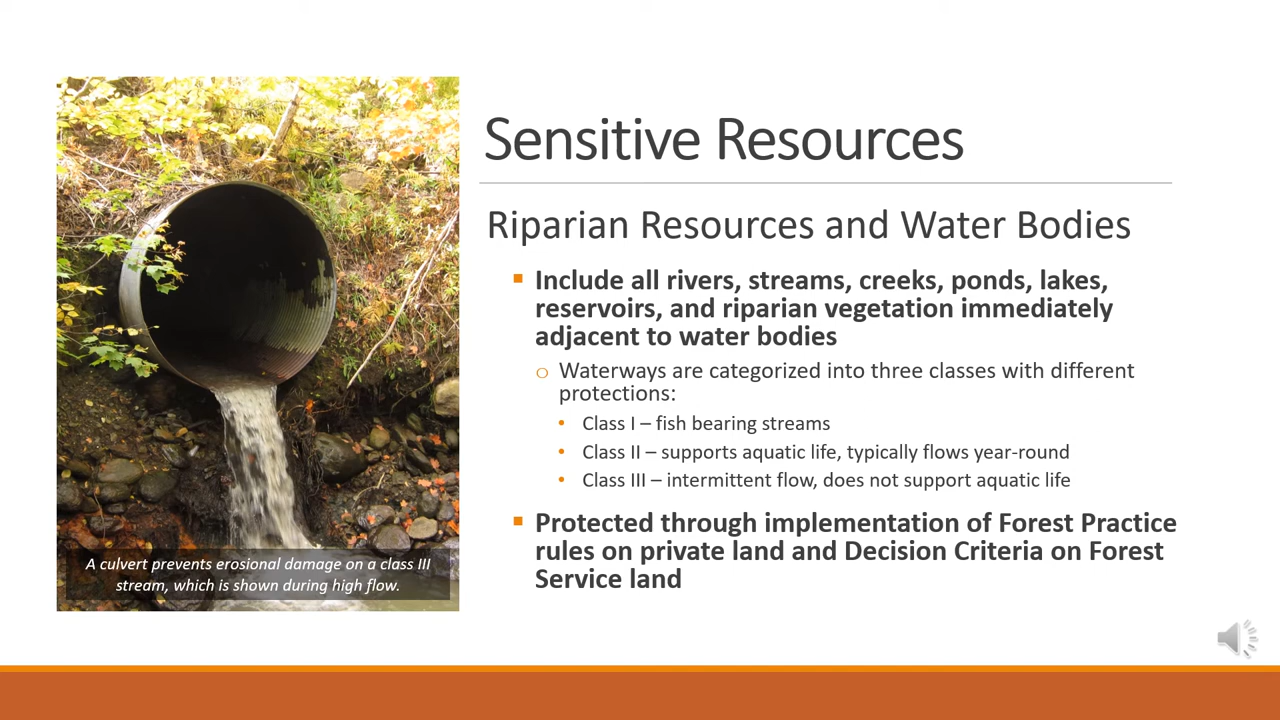 Sensitive Resources
Riparian Resources and Water Bodies
Include all rivers, streams, creeks, ponds, lakes,
reservoirs, and riparian vegetation immediately
adjacent to water bodies
o Waterways are categorized into three classes with different
protections:
• Class I – fish bearing streams
• Class II – supports aquatic life, typically flows year-round
• Class III – intermittent flow, does not support aquatic life
Protected through implementation of Forest Practice
rules on private land and Decision Criteria on Forest
Service land
A culvert prevents erosional damage on a class III
stream, which is shown during high flow.